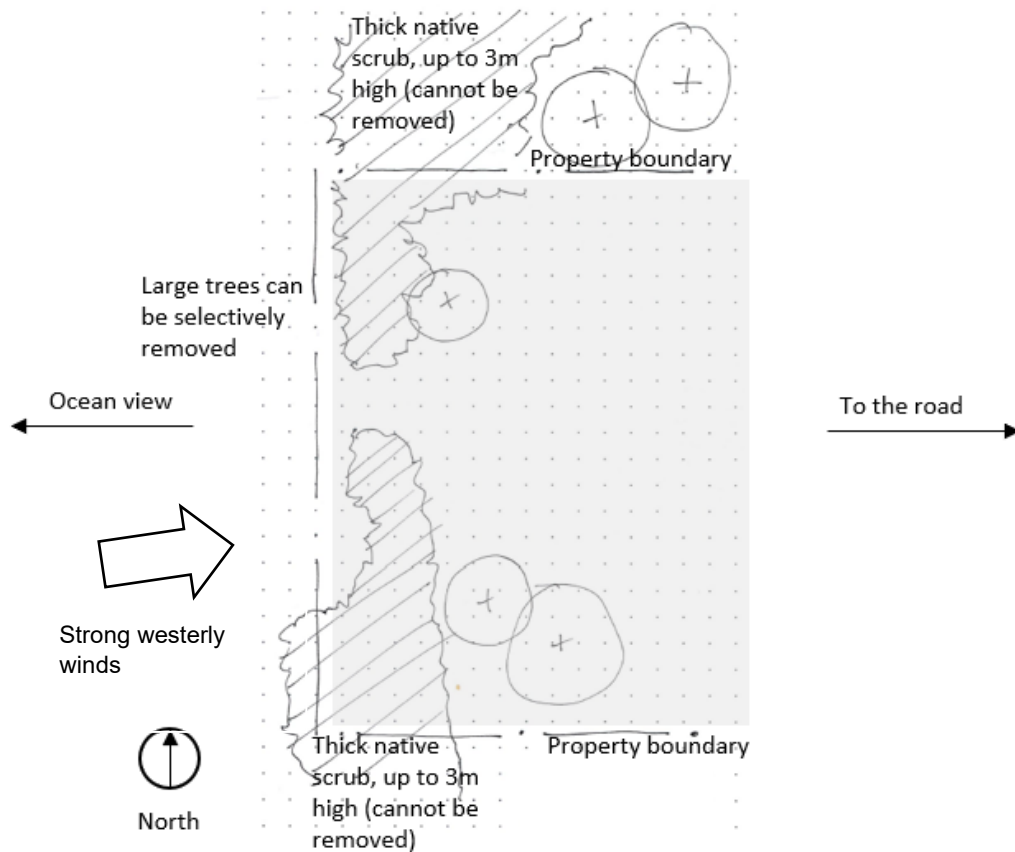 Thick native
scrub, up to 3m
high (cannot be
removed)
Property boundary
Large trees can
be selectively
removed
Ocean view
To the road
Strong westerly
winds
North
Thick native
scrub, up to 3m
high (cannot be
removed)
Property boundary